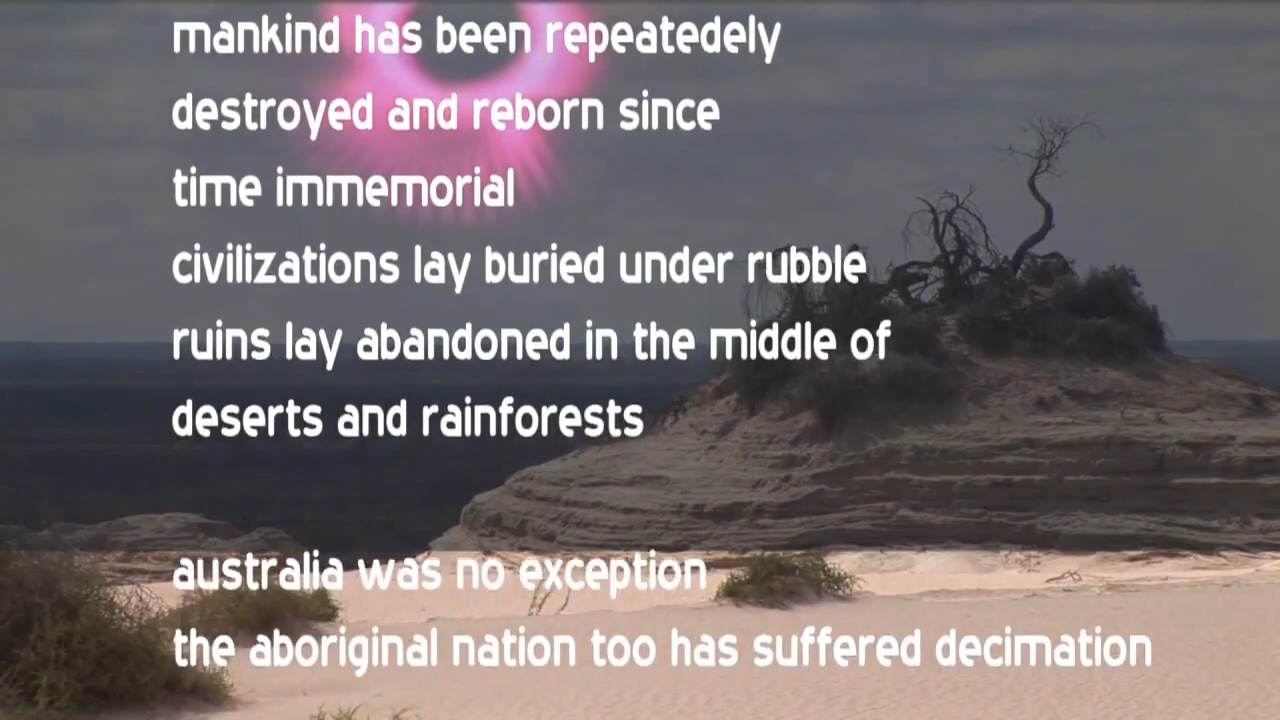 mankind has been repeatedely
destroyed and reborn since
time immemorial
civilizations lay buried under rubble
ruins lay abandoned in the middle of
deserts and rainforests
australia was no exception
the aboriginal nation too has suffered decimation